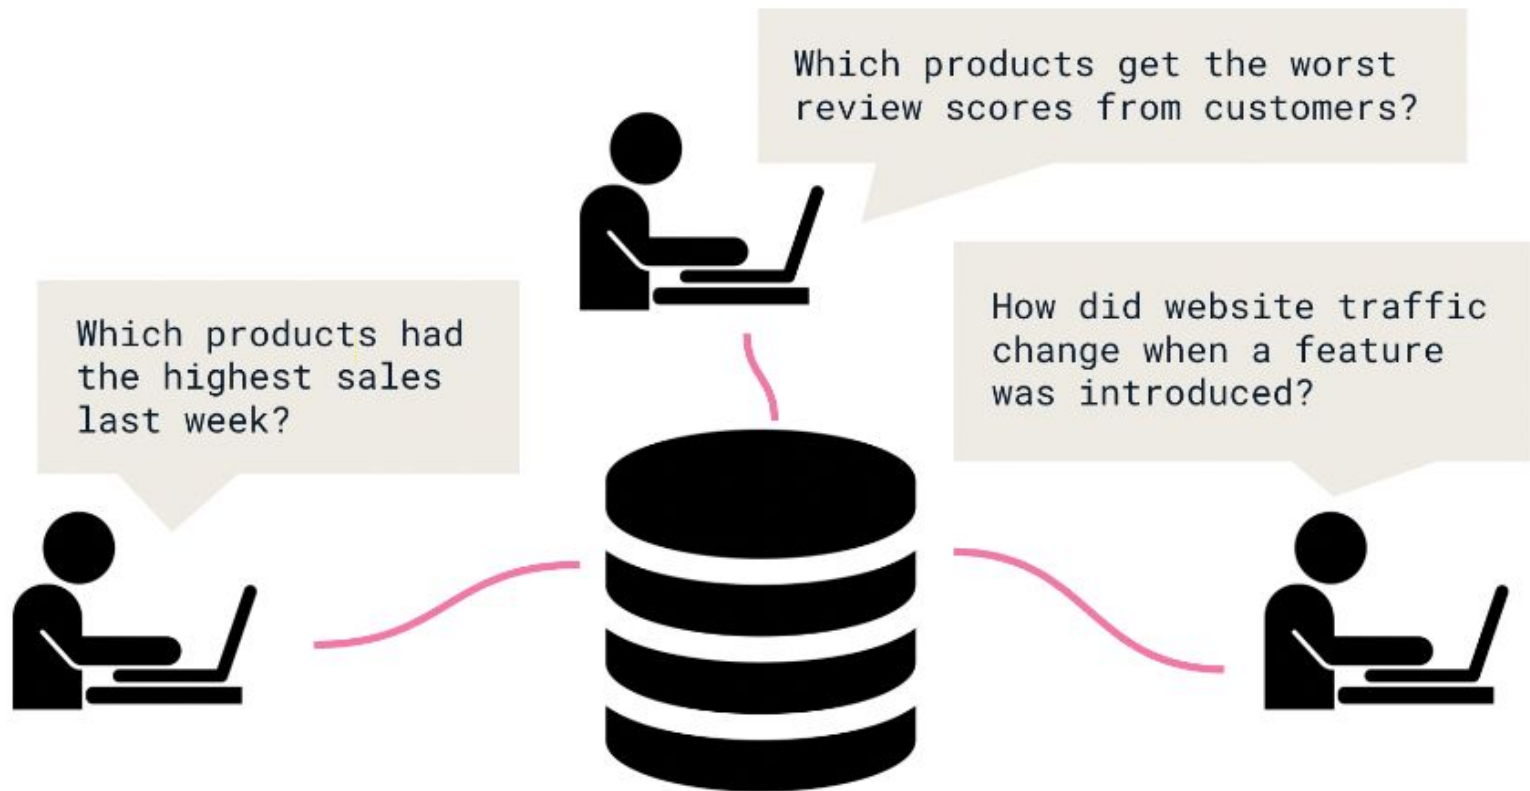 Which products get the worst
review scores from customers?
Which products had
the highest sales
last week?
How did website traffic
change when a feature
was introduced?